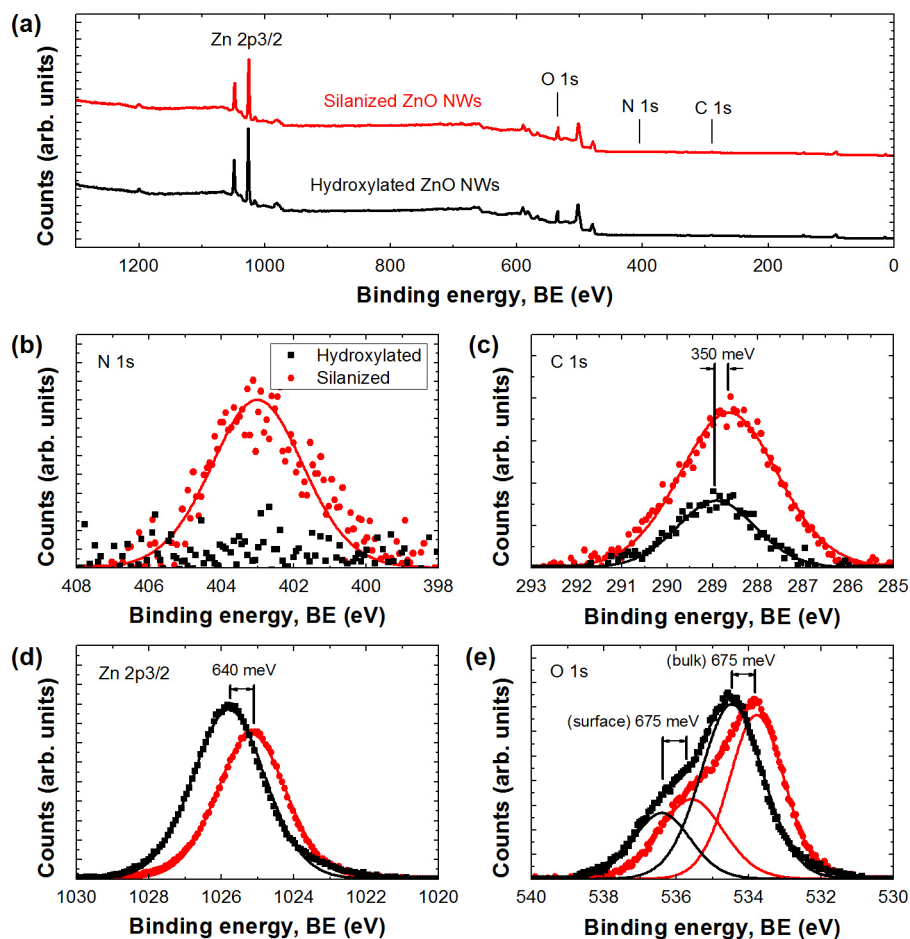 (a)
Zn 2p3/2
O 1s
N 1s
C 1s
Silanized ZnO NWs
Hydroxylated ZnO NWs
Counts (arb. units)
1200 1000 800 600 400 200 0
Binding energy, BE (eV)
(b)
N 1s
Hydroxylated
Silanized
Counts (arb. units)
408 406 404 402 400 398
Binding energy, BE (eV)
(c)
C 1s
350 meV
Counts (arb. units)
293 292 291 290 289 288 287 286 285
Binding energy, BE (eV)
(d)
Zn 2p3/2
640 meV
Counts (arb. units)
1030 1028 1026 1024 1022 1020
Binding energy, BE (eV)
(e)
(bulk) 675 meV
O 1s
(surface) 675 meV
Counts (arb. units)
540 538 536 534 532 530
Binding energy, BE (eV)